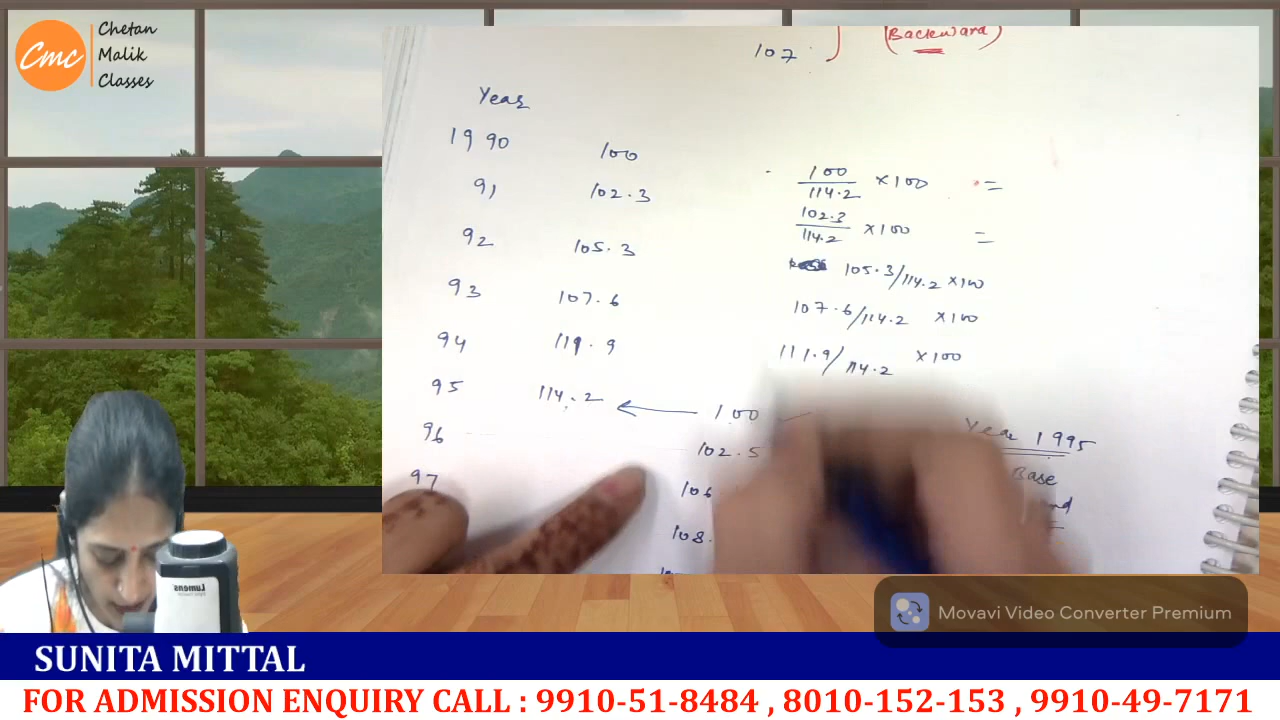 Cmc
Chetan
Malik
Classes
(Backward)
107
Year
1990 100 100/114.2 ×100 =
91 102.3 102.3/114.2 ×100 =
92 105.3 105.3/114.2 ×100
93 107.6 107.6/114.2 ×100
94 111.9 111.9/114.2 ×100
95 114.2 ← 100
96 102.5
97 106
108.
Year 1995
Base
Lumens
Movavi Video Converter Premium
SUNITA MITTAL
FOR ADMISSION ENQUIRY CALL : 9910-51-8484 , 8010-152-153 , 9910-49-7171